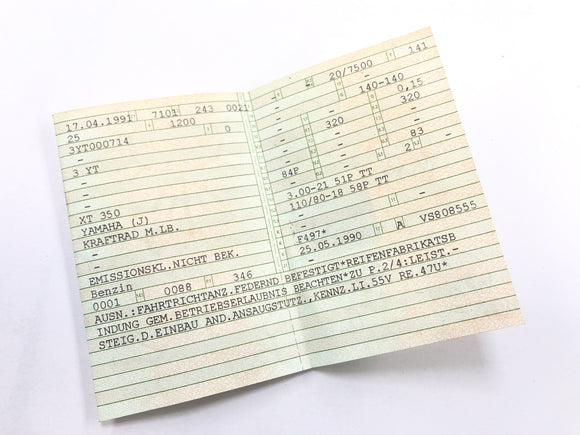 17.04.1991 7101 243 0021
25 1200 0
3YT000714
-
3 YT
-
-
-
XT 350
YAMAHA (J)
KRAFTRAD M.LB.
-
-
EMISSIONSKL.NICHT BEK.
Benzin
0001 0088 346
- - 20/7500 - 141
- 140-140
- - - 0,15
- 320 - 320
- - -
- - 83 -
84P - 2 -
-
3.00-21 51P TT
110/80-18 58P TT
- -
-
F497* A VS808555
25.05.1990
AUSN.:FAHRTRICHTANZ.FEDERND BEFESTIGT*REIFENFABRIKATSB
INDUNG GEM.BETRIEBSERLAUBNIS BEACHTEN*ZU P.2/4:LEIST.-
STEIG.D.EINBAU AND.ANSAUGSTUTZ.,KENNZ.LI.55V RE.47U*